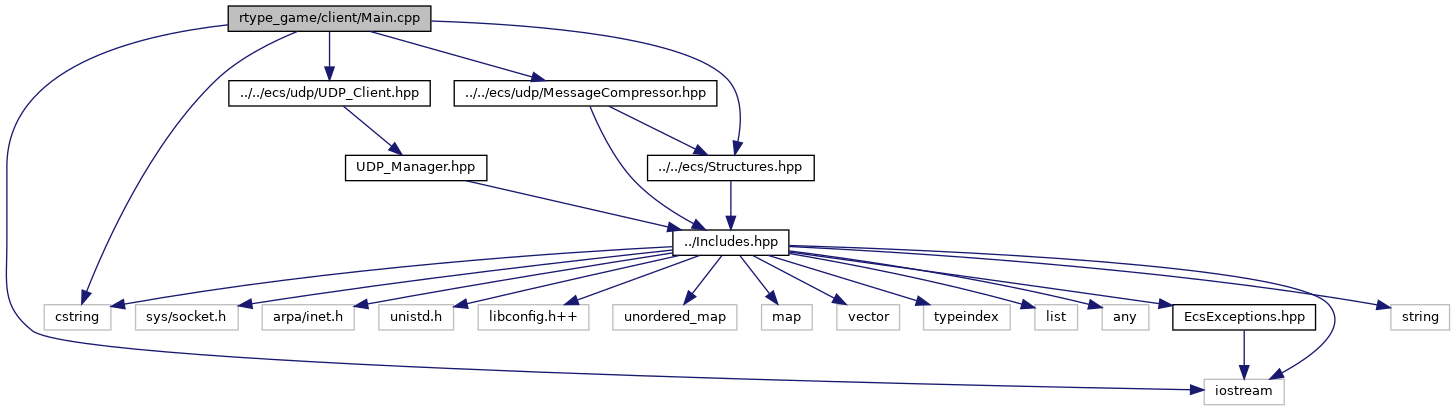 rtype_game/client/Main.cpp
../../ecs/udp/UDP_Client.hpp
../../ecs/udp/MessageCompressor.hpp
UDP_Manager.hpp
../../ecs/Structures.hpp
../Includes.hpp
cstring
sys/socket.h
arpa/inet.h
unistd.h
libconfig.h++
unordered_map
map
vector
typeindex
list
any
EcsExceptions.hpp
string
iostream